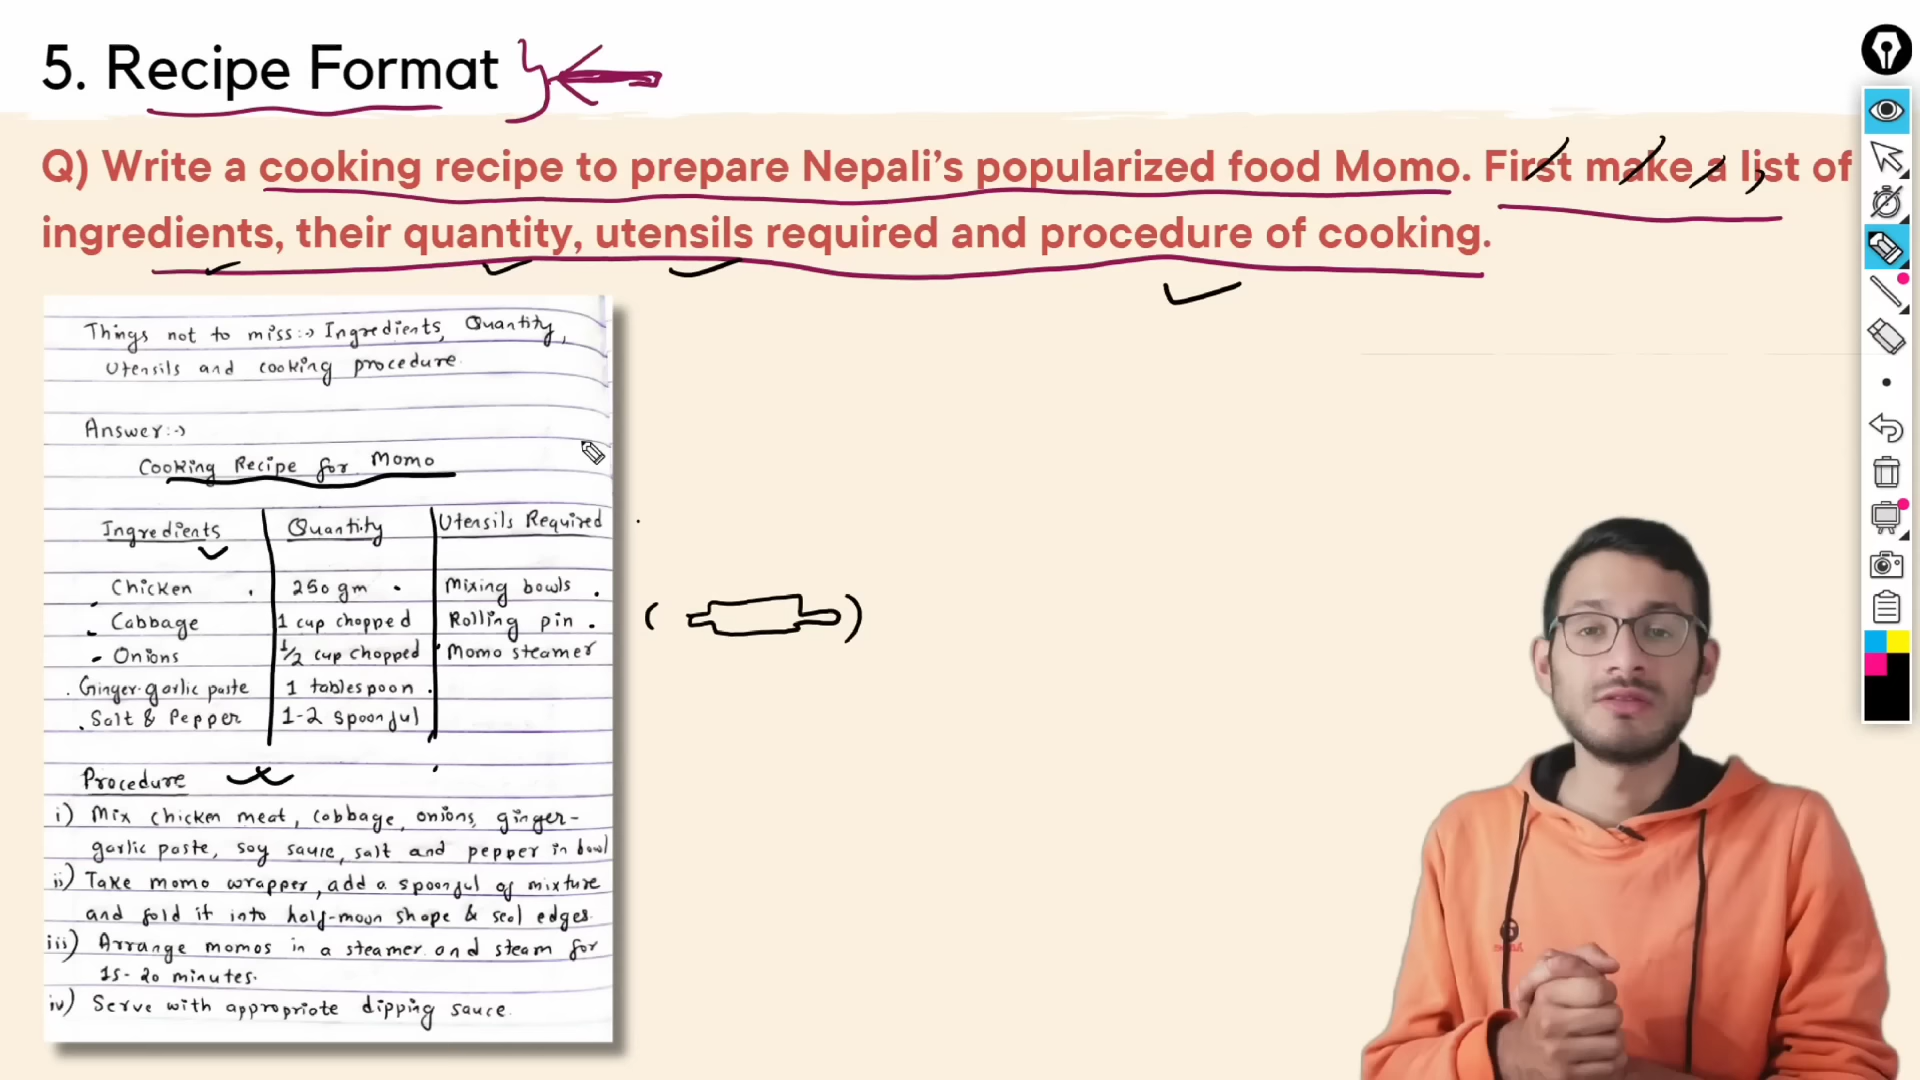 5. Recipe Format
Q) Write a cooking recipe to prepare Nepali's popularized food Momo. First make a list of
ingredients, their quantity, utensils required and procedure of cooking.
Things not to miss:→ Ingredients, Quantity,
Utensils and cooking procedure.
Answer:→
Cooking Recipe for Momo
Ingredients Quantity Utensils Required
Chicken 250 gm Mixing bowls
Cabbage 1 cup chopped Rolling pin
Onions 1/2 cup chopped Momo steamer
Ginger-garlic paste 1 tablespoon
Salt & Pepper 1-2 spoonful
Procedure
i) Mix chicken meat, cabbage, onions, ginger-
garlic paste, soy sauce, salt and pepper in bowl
ii) Take momo wrapper, add a spoonful of mixture
and fold it into half-moon shape & seal edges.
iii) Arrange momos in a steamer and steam for
15-20 minutes.
iv) Serve with appropriate dipping sauce.